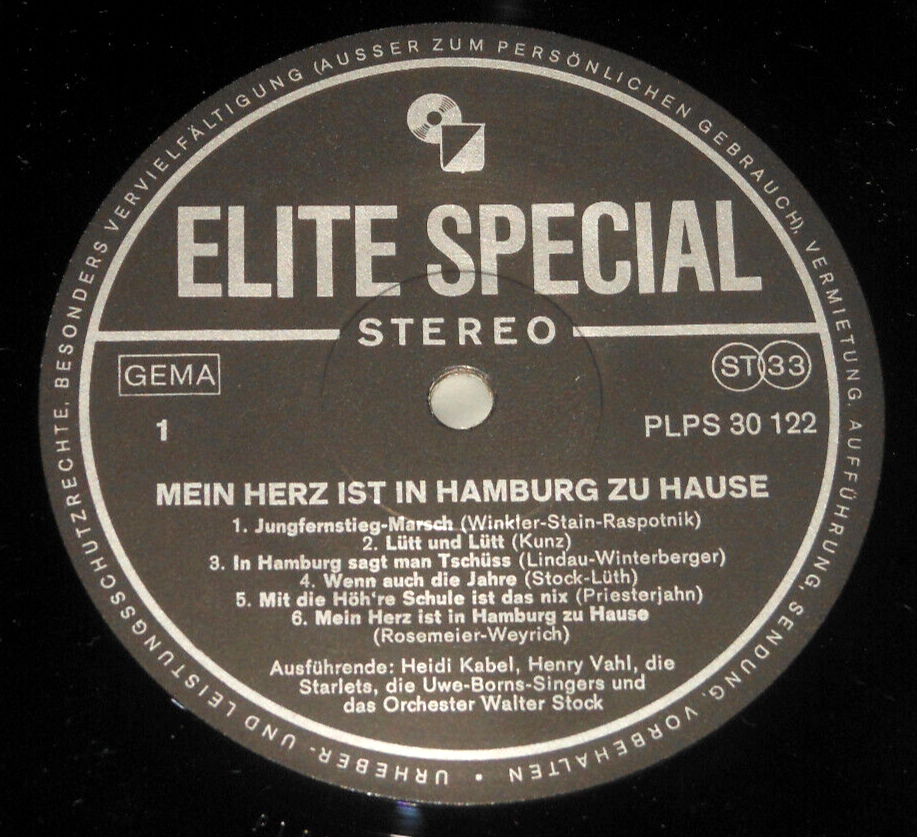 URHEBER- UND LEISTUNGSSCHUTZRECHTE, BESONDERS VERVIELFÄLTIGUNG (AUSSER ZUM PERSÖNLICHEN GEBRAUCH), VERMIETUNG, AUFFÜHRUNG, SENDUNG, VORBEHALTEN •
ELITE SPECIAL
STEREO
GEMA
ST 33
1
PLPS 30 122
MEIN HERZ IST IN HAMBURG ZU HAUSE
1. Jungfernstieg-Marsch (Winkler-Stain-Raspotnik)
2. Lütt und Lütt (Kunz)
3. In Hamburg sagt man Tschüss (Lindau-Winterberger)
4. Wenn auch die Jahre (Stock-Lüth)
5. Mit die Höh're Schule ist das nix (Priesterjahn)
6. Mein Herz ist in Hamburg zu Hause
(Rosemeier-Weyrich)
Ausführende: Heidi Kabel, Henry Vahl, die
Starlets, die Uwe-Borns-Singers und
das Orchester Walter Stock